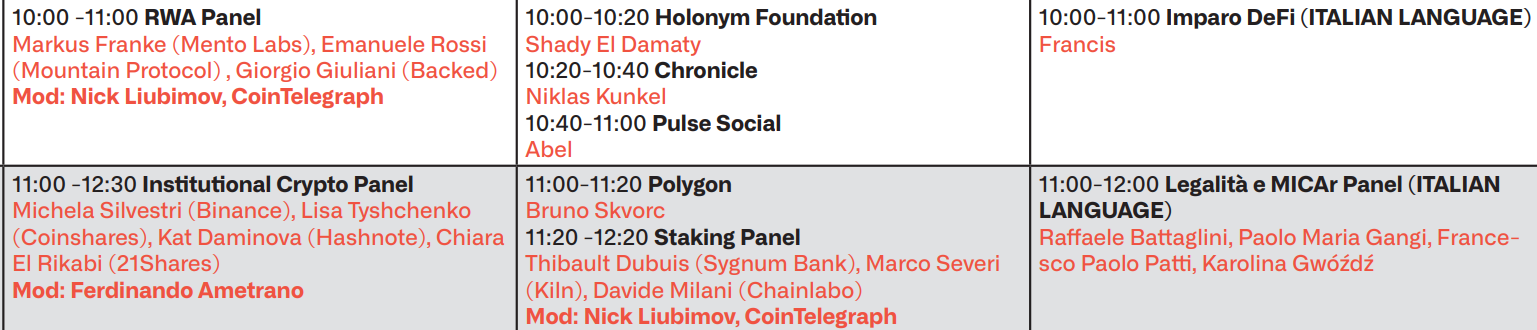 10:00 -11:00 RWA Panel
Markus Franke (Mento Labs), Emanuele Rossi
(Mountain Protocol) , Giorgio Giuliani (Backed)
Mod: Nick Liubimov, CoinTelegraph
10:00-10:20 Holonym Foundation
Shady El Damaty
10:20-10:40 Chronicle
Niklas Kunkel
10:40-11:00 Pulse Social
Abel
10:00-11:00 Imparo DeFi (ITALIAN LANGUAGE)
Francis
11:00 -12:30 Institutional Crypto Panel
Michela Silvestri (Binance), Lisa Tyshchenko
(Coinshares), Kat Daminova (Hashnote), Chiara
El Rikabi (21Shares)
Mod: Ferdinando Ametrano
11:00-11:20 Polygon
Bruno Skvorc
11:20 -12:20 Staking Panel
Thibault Dubuis (Sygnum Bank), Marco Severi
(Kiln), Davide Milani (Chainlabo)
Mod: Nick Liubimov, CoinTelegraph
11:00-12:00 Legalità e MICAr Panel (ITALIAN
LANGUAGE)
Raffaele Battaglini, Paolo Maria Gangi, France-
sco Paolo Patti, Karolina Gwóźdź